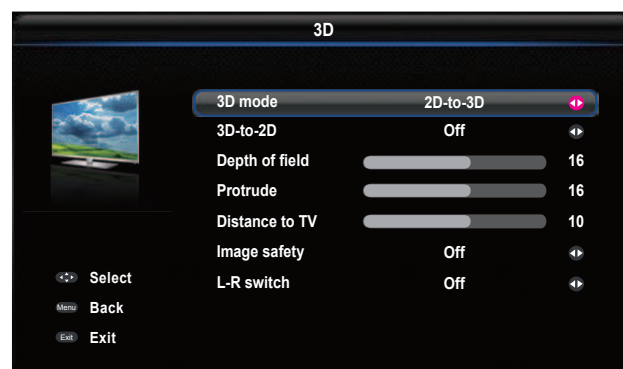 3D
3D mode 2D-to-3D
3D-to-2D Off
Depth of field 16
Protrude 16
Distance to TV 10
Image safety Off
L-R switch Off
Select
Menu Back
Exit Exit